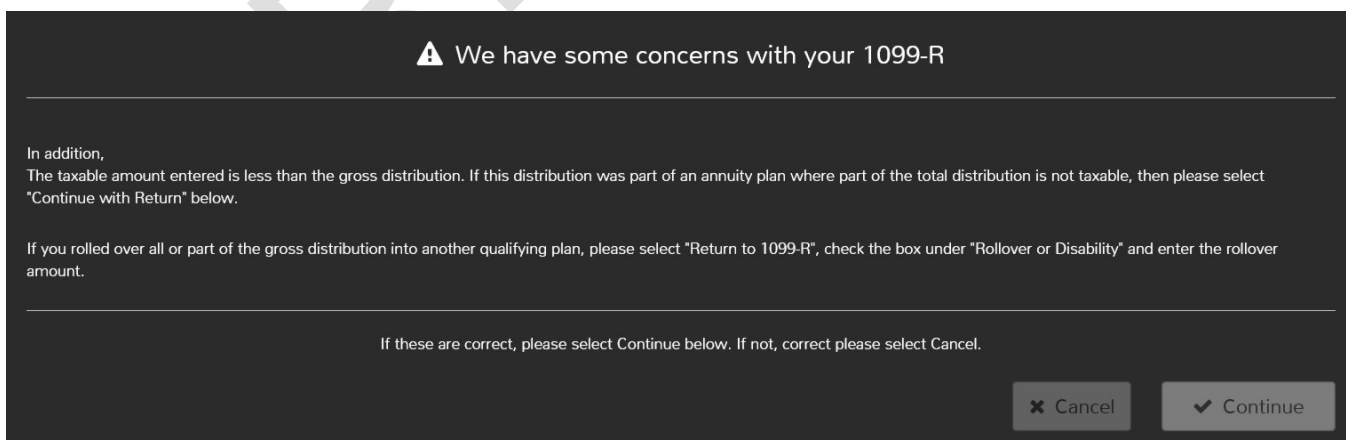 We have some concerns with your 1099-R
In addition,
The taxable amount entered is less than the gross distribution. If this distribution was part of an annuity plan where part of the total distribution is not taxable, then please select
"Continue with Return" below.
If you rolled over all or part of the gross distribution into another qualifying plan, please select "Return to 1099-R", check the box under "Rollover or Disability" and enter the rollover
amount.
If these are correct, please select Continue below. If not, correct please select Cancel.
Cancel
Continue